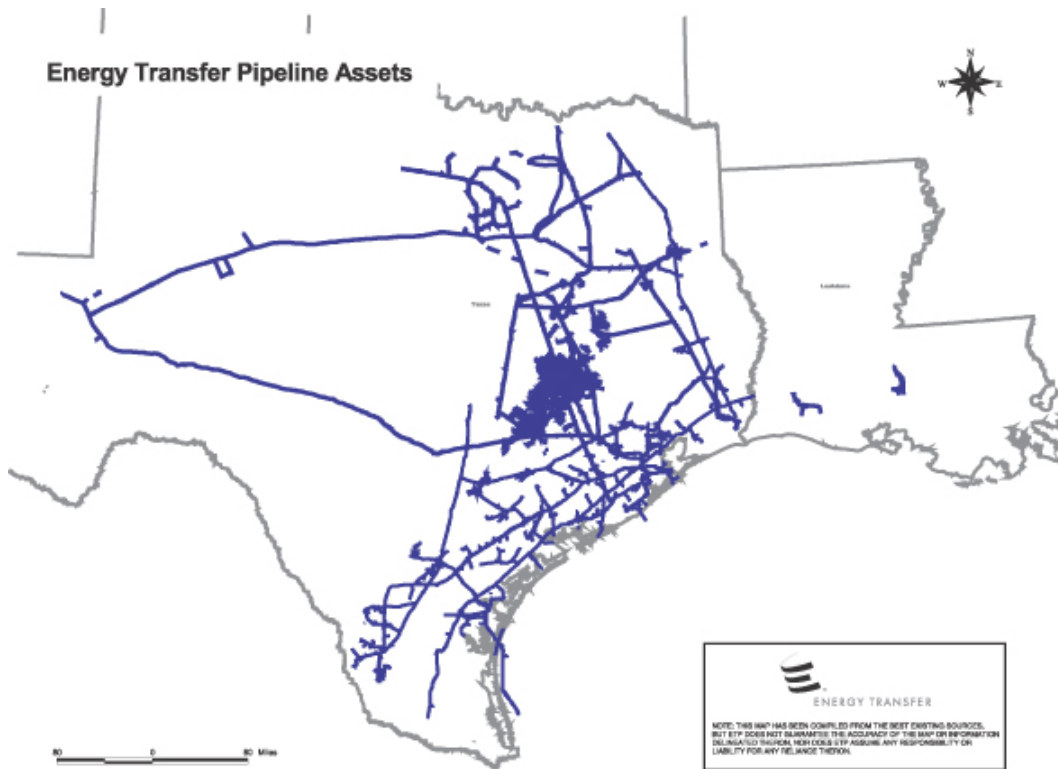 Energy Transfer Pipeline Assets
N
W E
S
Texas
Louisiana
ENERGY TRANSFER
NOTE: THIS MAP HAS BEEN COMPILED FROM THE BEST EXISTING SOURCES,
BUT ETP DOES NOT GUARANTEE THE ACCURACY OF THE MAP OR INFORMATION
DELINEATED THEREON, NOR DOES ETP ASSUME ANY RESPONSIBILITY OR
LIABILITY FOR ANY RELIANCE THEREON.
0 Miles